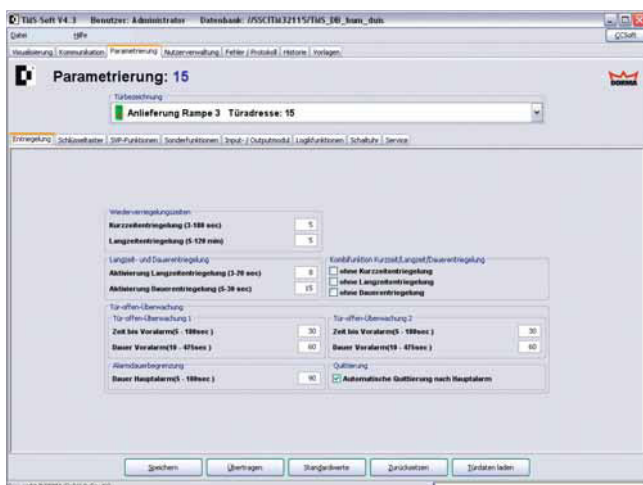 TMS-Soft V4.3 Benutzer: Administrator Datenbank: //SSCITM32115/TMS_DB_hum_duis
Datei Hilfe CCSoft
Visualisierung Kommunikation Parametrierung Nutzerverwaltung Fehler / Protokoll Historie Vorlagen
Parametrierung: 15
DORMA
Türbezeichnung
Anlieferung Rampe 3 Türadresse: 15
Entriegelung Schlüsseltaster SVP-Funktionen Sonderfunktionen Input- / Outputmodul Logikfunktionen Schaltuhr Service
Wiederverriegelungszeiten
Kurzzeitentriegelung (3-180 sec) 5
Langzeitentriegelung (5-120 min) 5
Langzeit- und Dauerentriegelung
Aktivierung Langzeitentriegelung (3-20 sec) 8
Aktivierung Dauerentriegelung (5-30 sec) 15
Kombifunktion Kurzzeit/Langzeit/Dauerentriegelung
ohne Kurzzeitentriegelung
ohne Langzeitentriegelung
ohne Dauerentriegelung
Tür-offen-Überwachung
Tür-offen-Überwachung 1
Zeit bis Voralarm(5 - 180sec ) 30
Dauer Voralarm(10 - 475sec ) 60
Tür-offen-Überwachung 2
Zeit bis Voralarm(5 - 180sec ) 30
Dauer Voralarm(10 - 475sec ) 60
Alarmdauerbegrenzung
Dauer Hauptalarm(5 - 180sec ) 90
Quittierung
Automatische Quittierung nach Hauptalarm
Speichern Übertragen Standardwerte Zurücksetzen Türdaten laden